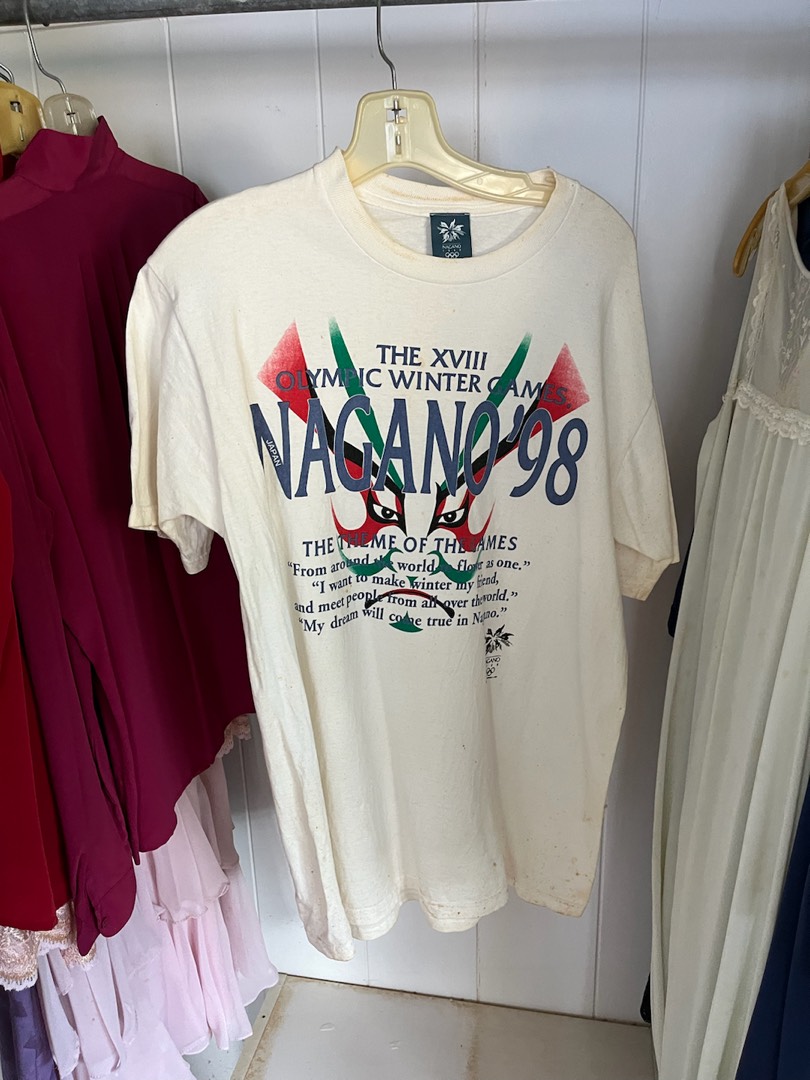 NAGANO
THE XVIII
OLYMPIC WINTER GAMES,
NAGANO '98
JAPAN
THE THEME OF THE GAMES
"From around the world, to flower as one."
"I want to make winter my friend,
and meet people from all over the world."
"My dream will come true in Nagano."